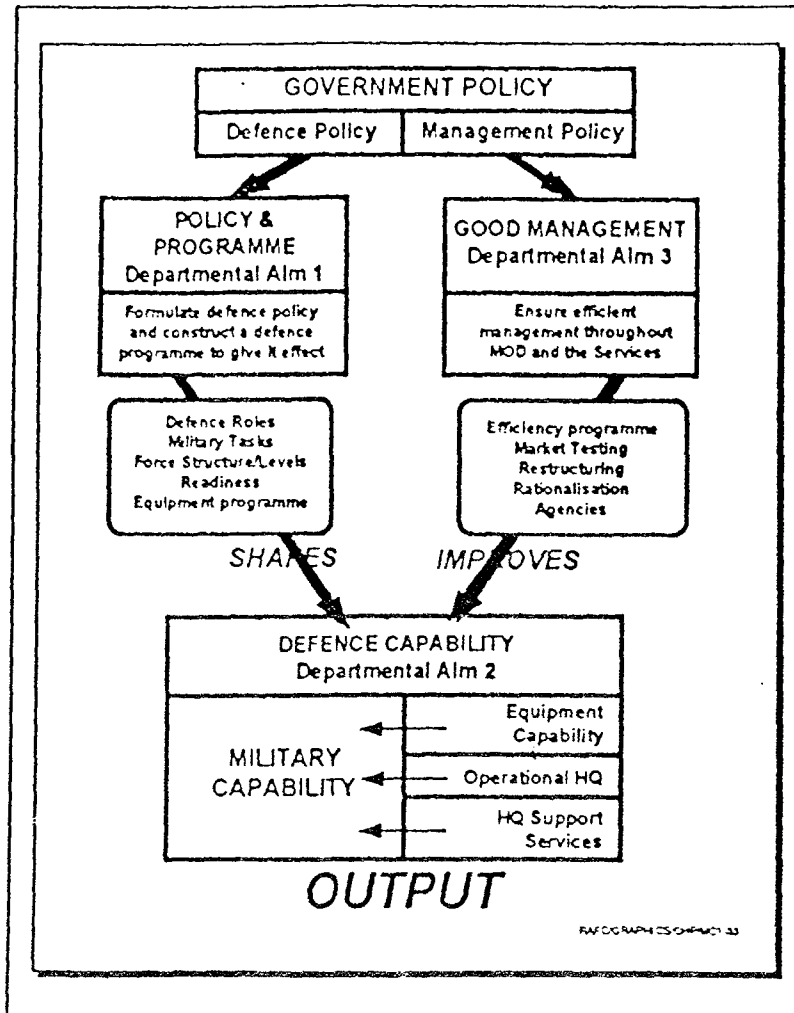 GOVERNMENT POLICY
Defence Policy
Management Policy
POLICY &
PROGRAMME
Departmental Aim 1
Formulate defence policy
and construct a defence
programme to give it effect
GOOD MANAGEMENT
Departmental Aim 3
Ensure efficient
management throughout
MOD and the Services
Defence Roles
Military Tasks
Force Structure/Levels
Readiness
Equipment programme
Efficiency programme
Market Testing
Restructuring
Rationalisation
Agencies
SHAPES
IMPROVES
DEFENCE CAPABILITY
Departmental Aim 2
MILITARY
CAPABILITY
Equipment
Capability
Operational HQ
HQ Support
Services
OUTPUT